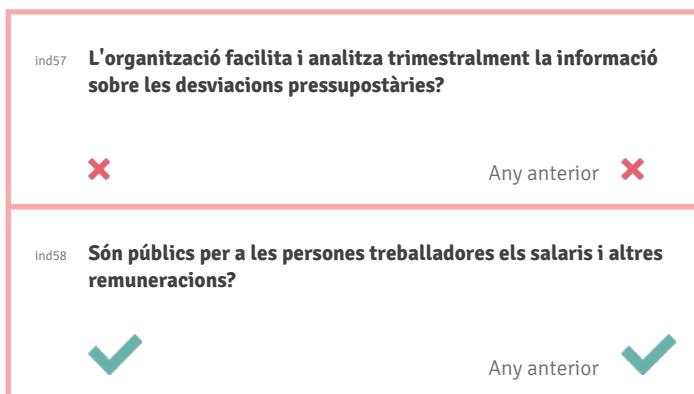 ind57 L'organització facilita i analitza trimestralment la informació
sobre les desviacions pressupostàries?
Any anterior
ind58 Són públics per a les persones treballadores els salaris i altres
remuneracions?
Any anterior